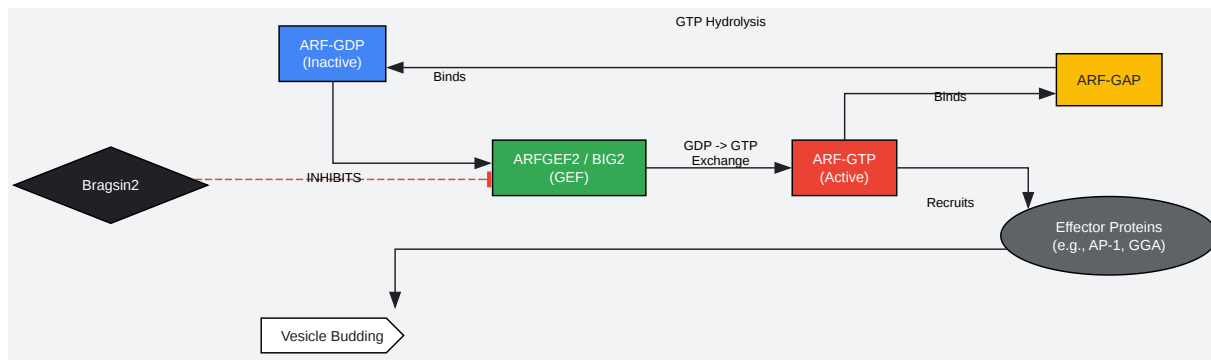 GTP Hydrolysis
ARF-GDP
(Inactive)
Binds
ARF-GAP
Binds
ARFGEF2 / BIG2
(GEF)
GDP -> GTP
Exchange
ARF-GTP
(Active)
Bragsin2
INHIBITS
Recruits
Effector Proteins
(e.g., AP-1, GGA)
Vesicle Budding